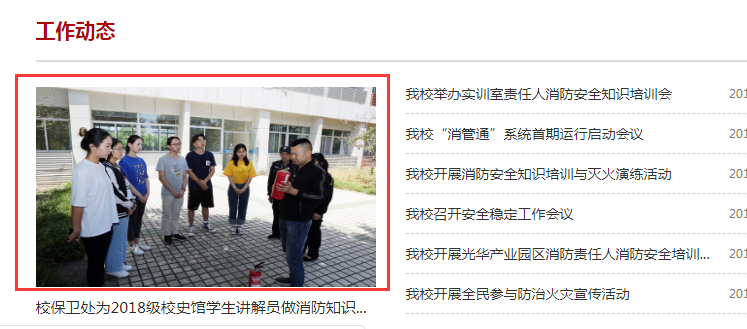 工作动态
校保卫处为2018级校史馆学生讲解员做消防知识...
我校举办实训室责任人消防安全知识培训会
201
我校“消管通”系统首期运行启动会议
201
我校开展消防安全知识培训与灭火演练活动
201
我校召开安全稳定工作会议
201
我校开展光华产业园区消防责任人消防安全培训...
201
我校开展全民参与防治火灾宣传活动
201